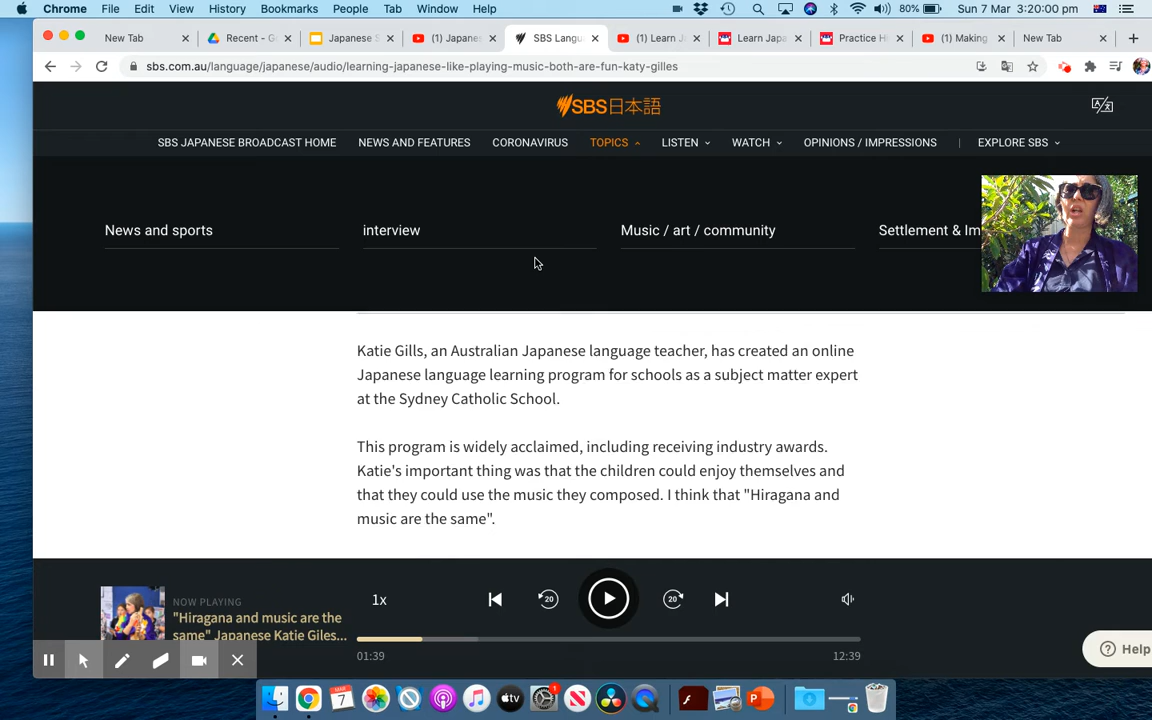 Chrome File Edit View History Bookmarks People Tab Window Help 80% Sun 7 Mar 3:20:00 pm
New Tab Recent - G Japanese S (1) Japanes SBS Langu (1) Learn J Learn Japa Practice Hi (1) Making New Tab
sbs.com.au/language/japanese/audio/learning-japanese-like-playing-music-both-are-fun-katy-gilles
SBS日本語
SBS JAPANESE BROADCAST HOME NEWS AND FEATURES CORONAVIRUS TOPICS LISTEN WATCH OPINIONS / IMPRESSIONS | EXPLORE SBS
News and sports interview Music / art / community Settlement & Im
Katie Gills, an Australian Japanese language teacher, has created an online
Japanese language learning program for schools as a subject matter expert
at the Sydney Catholic School.
This program is widely acclaimed, including receiving industry awards.
Katie's important thing was that the children could enjoy themselves and
that they could use the music they composed. I think that "Hiragana and
music are the same".
NOW PLAYING
"Hiragana and music are the
same" Japanese Katie Giles...
1x 20 20
01:39 12:39
Help